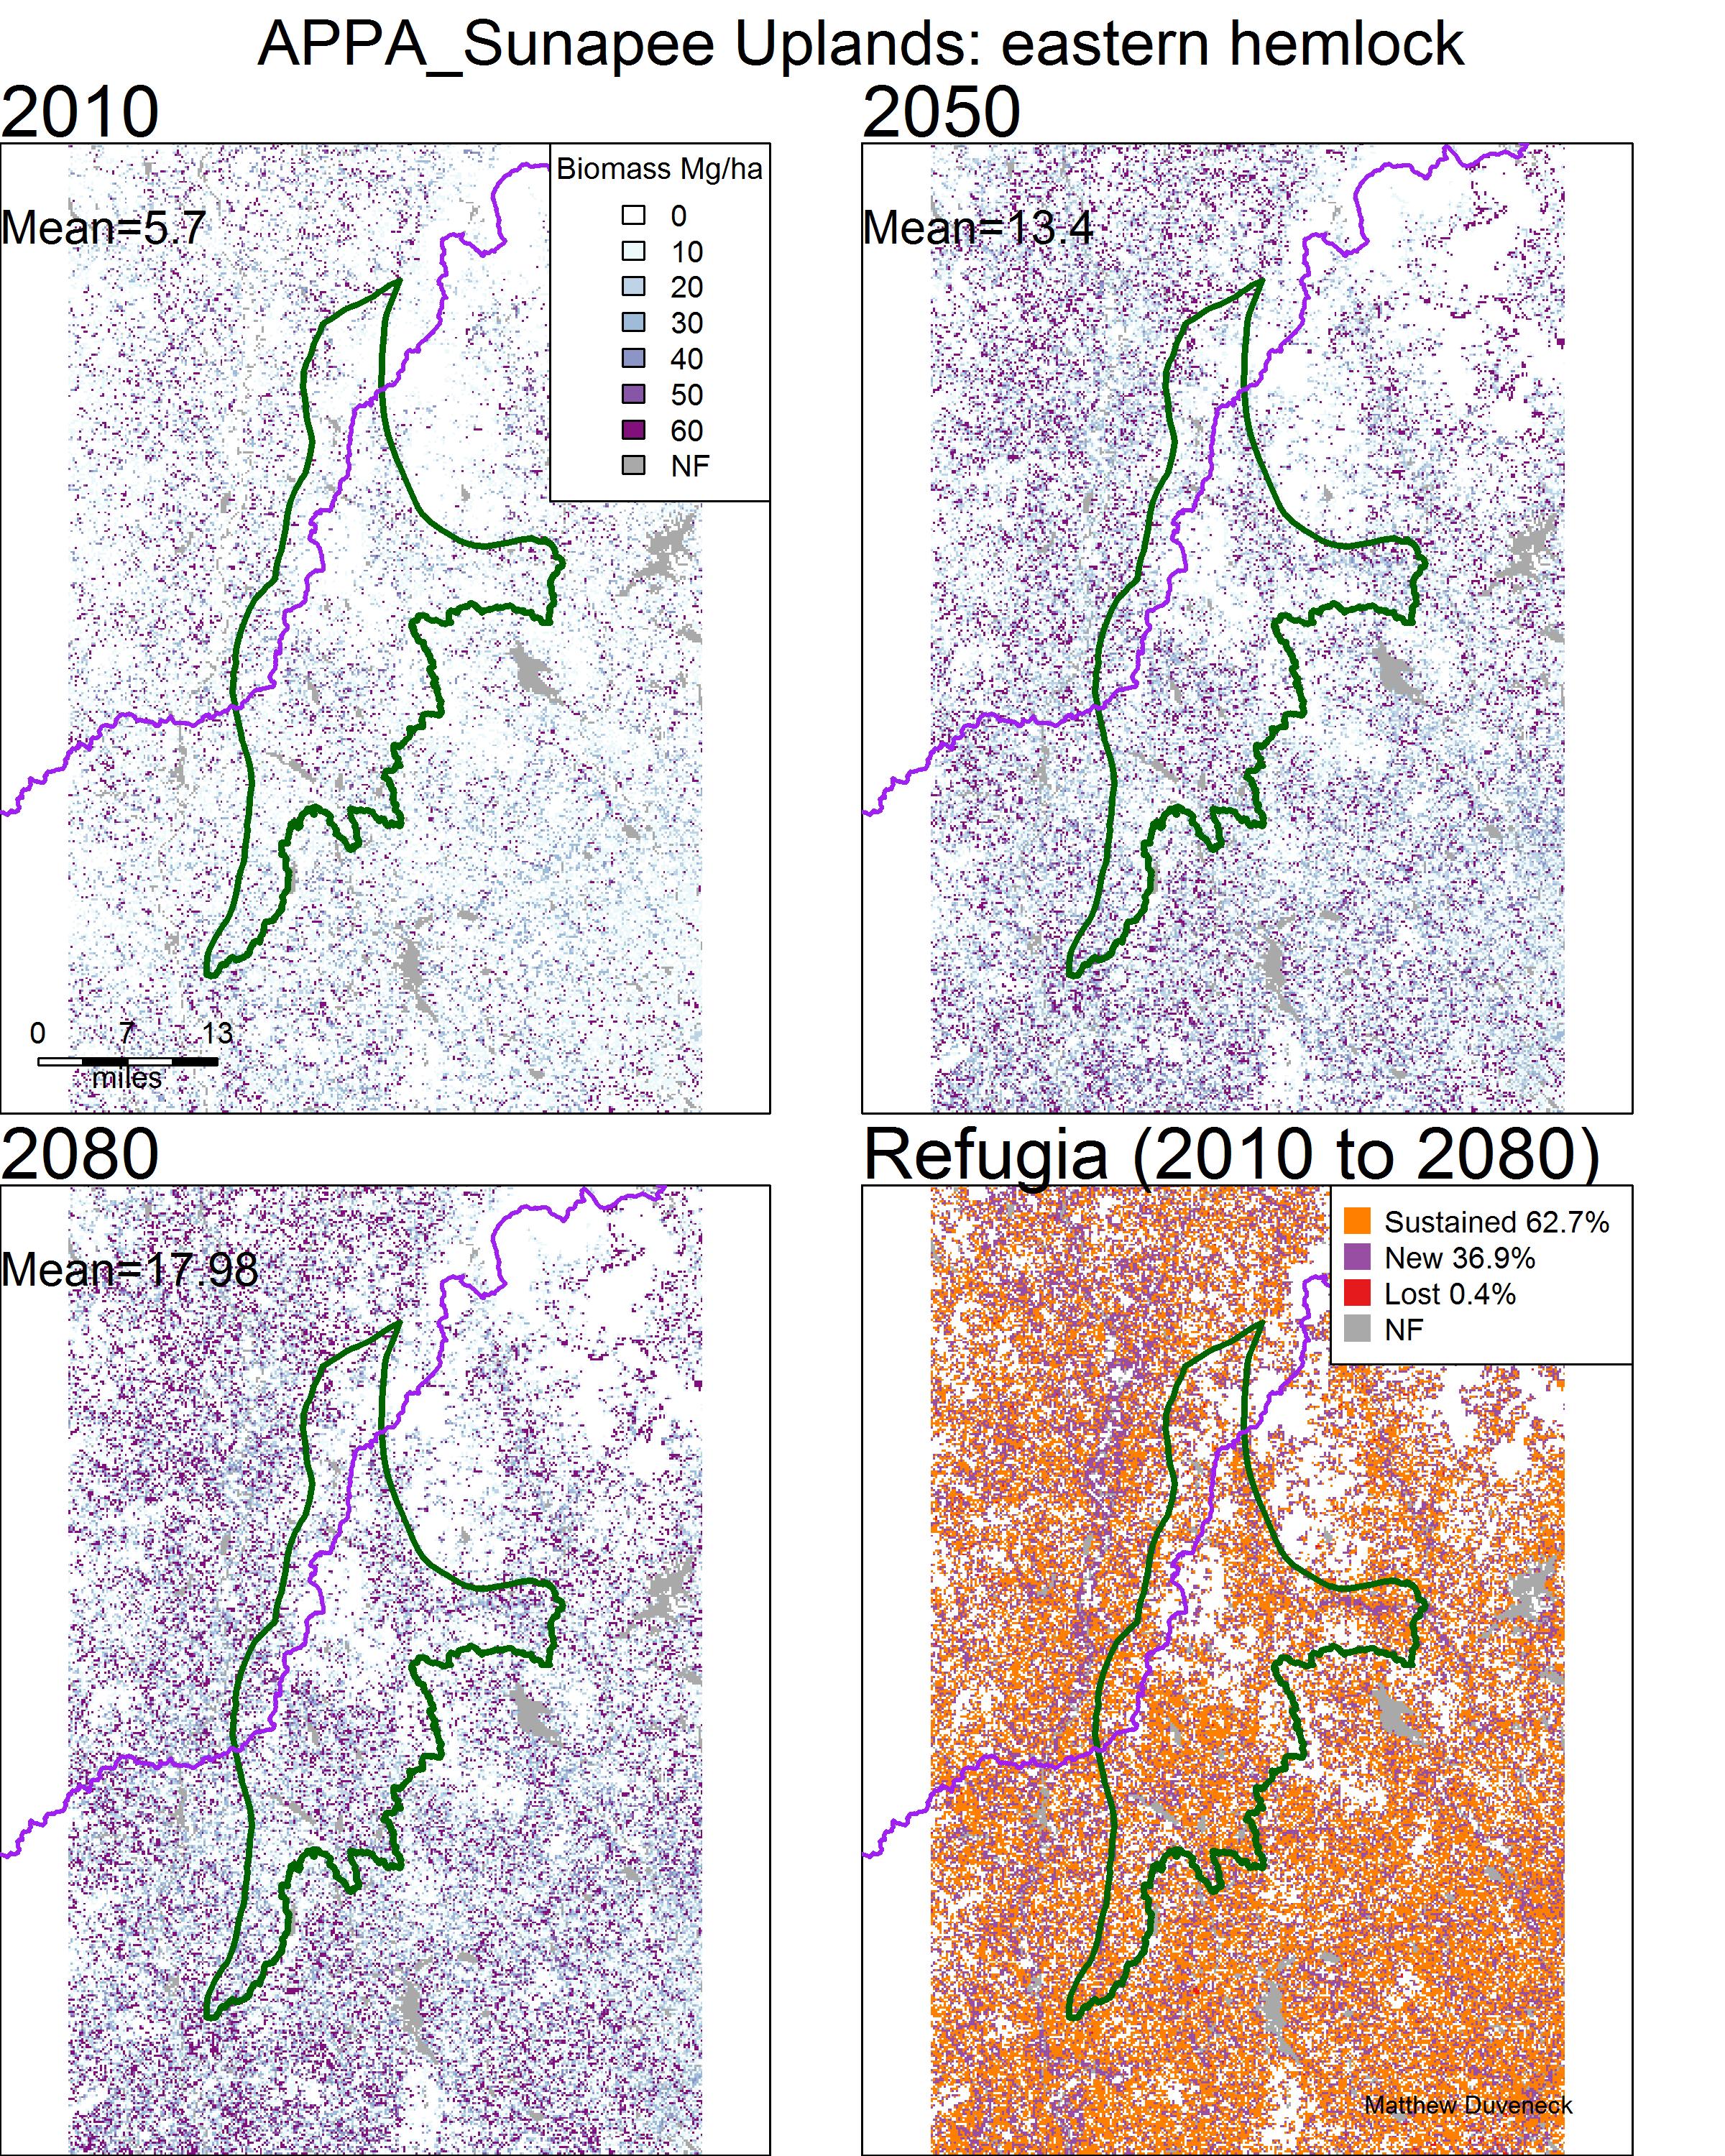 APPA_Sunapee Uplands: eastern hemlock
2010
Mean=5.7
Biomass Mg/ha
0
10
20
30
40
50
60
NF
0 7 13
miles
2050
Mean=13.4
2080
Mean=17.98
Refugia (2010 to 2080)
Sustained 62.7%
New 36.9%
Lost 0.4%
NF
Matthew Duveneck